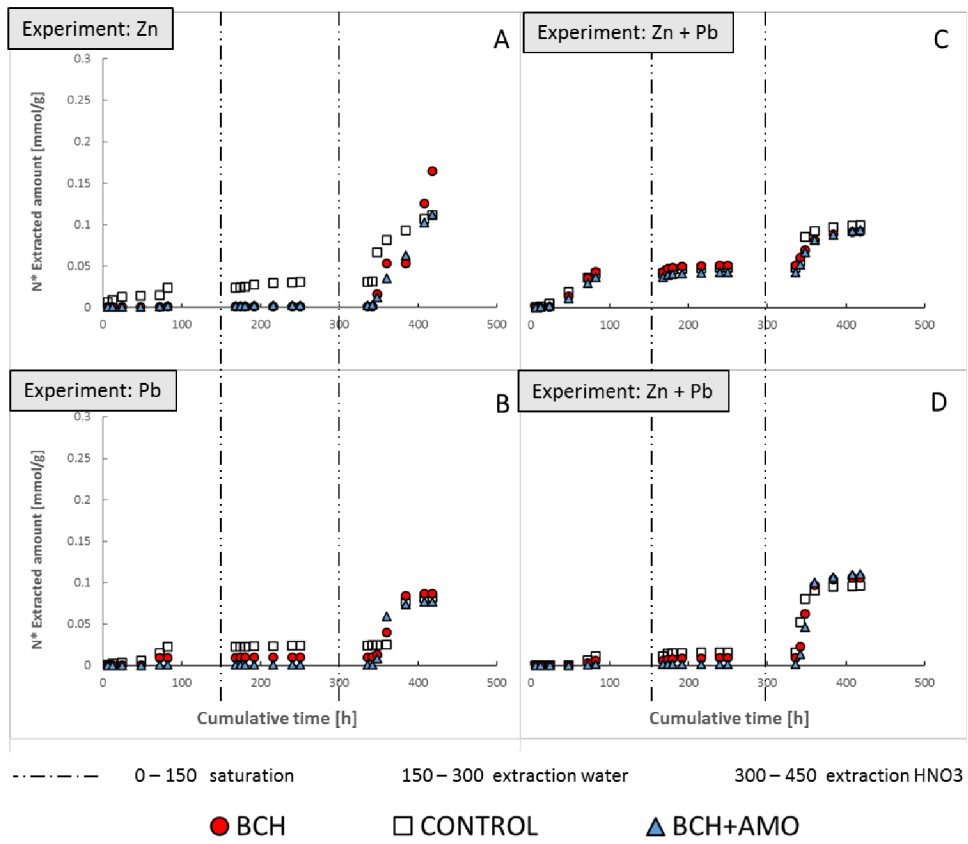 Experiment: Zn
A
N* Extracted amount [mmol/g]
0.3
0.25
0.2
0.15
0.1
0.05
0
0 100 200 300 400 500
Experiment: Zn + Pb
C
0 100 200 300 400 500
Experiment: Pb
B
N* Extracted amount [mmol/g]
0.3
0.25
0.2
0.15
0.1
0.05
0
0 100 200 300 400 500
Cumulative time [h]
Experiment: Zn + Pb
D
0 100 200 300 400 500
Cumulative time [h]
0 – 150 saturation 150 – 300 extraction water 300 – 450 extraction HNO3
BCH CONTROL BCH+AMO